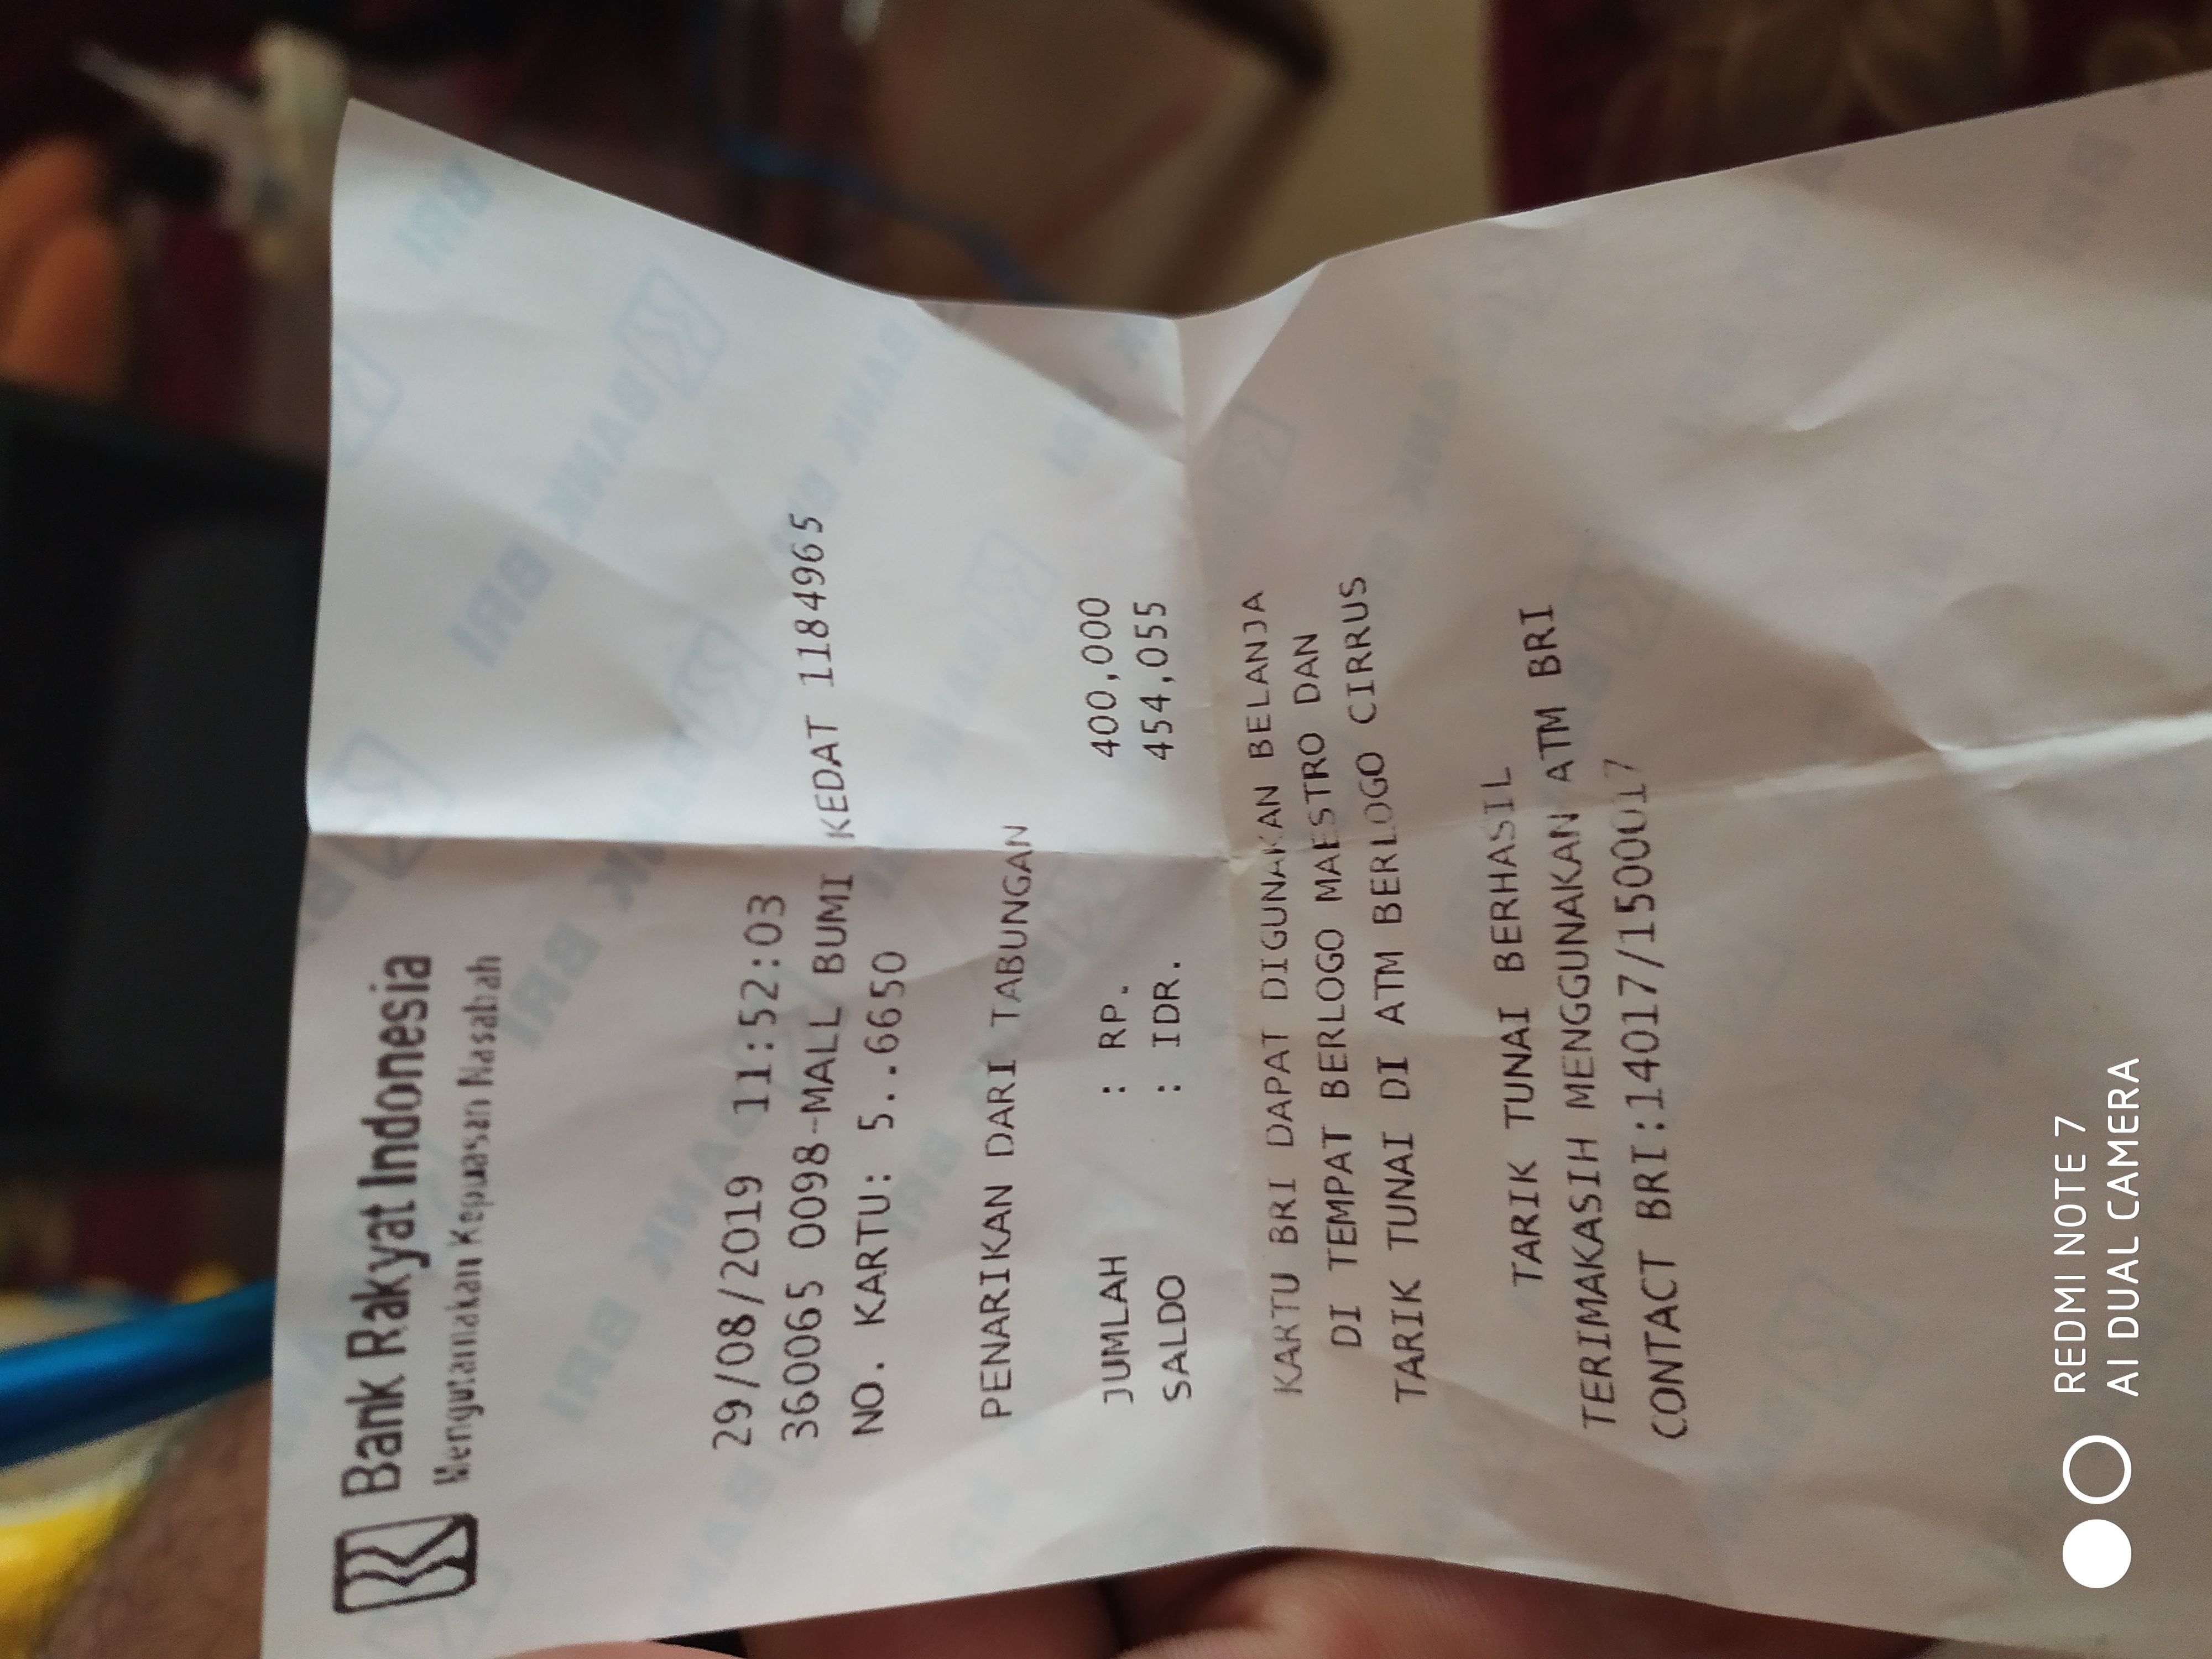 Bank Rakyat Indonesia
Mengutamakan Kepuasan Nasabah
29/08/2019 11:52:03
360065 0098-MALL BUMI KEDAT 1184965
NO. KARTU: 5..6650
PENARIKAN DARI TABUNGAN
JUMLAH : RP. 400,000
SALDO : IDR. 454,055
KARTU BRI DAPAT DIGUNAKAN BELANJA
DI TEMPAT BERLOGO MAESTRO DAN
TARIK TUNAI DI ATM BERLOGO CIRRUS
TARIK TUNAI BERHASIL
TERIMAKASIH MENGGUNAKAN ATM BRI
CONTACT BRI:14017/1500017
REDMI NOTE 7
AI DUAL CAMERA